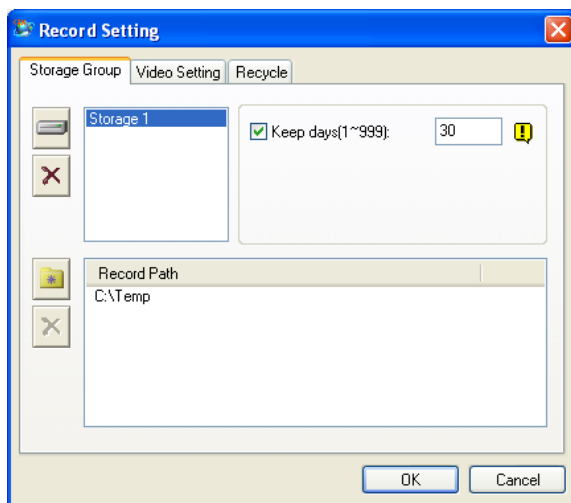 Record Setting
Storage Group Video Setting Recycle
Storage 1
Keep days(1~999): 30
Record Path
C:\Temp
OK Cancel